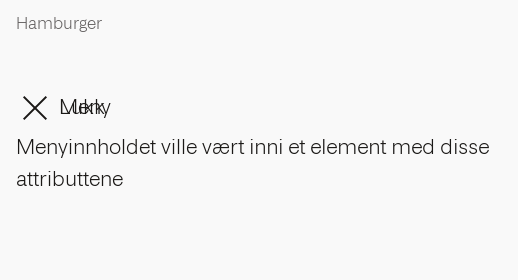 Hamburger
Menyinnholdet ville vært inni et element med disse
attributtene